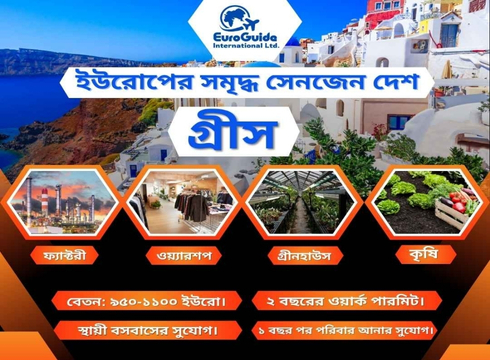 EuroGuide
International Ltd.
ইউরোপের সমৃদ্ধ সেনজেন দেশ
গ্রীস
ফ্যাক্টরী
ওয়্যারশপ
গ্রীনহাউস
কৃষি
বেতন: ৯৫০-১১০০ ইউরো।
২ বছরের ওয়ার্ক পারমিট।
স্থায়ী বসবাসের সুযোগ।
১ বছর পর পরিবার আনার সুযোগ।